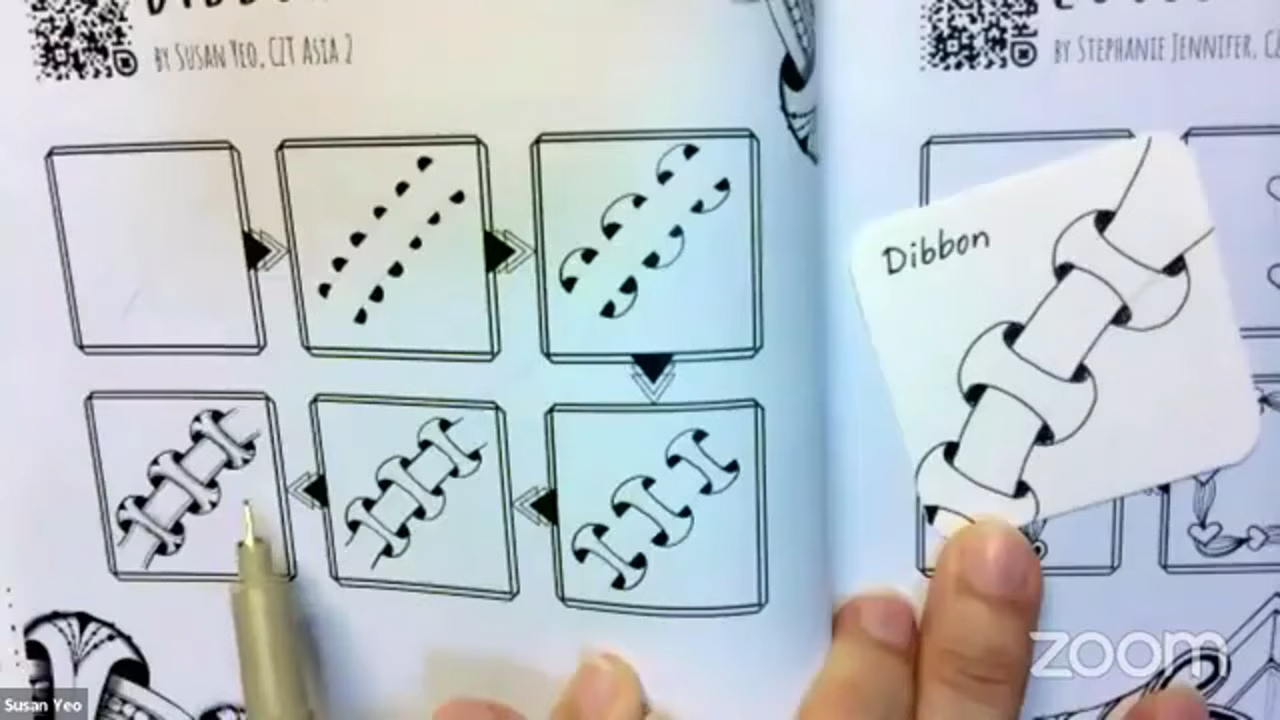 BY SUSAN YEO, CZT ASIA 2
BY STEPHANIE JENNIFER,
Dibbon
zoom
Susan Yeo